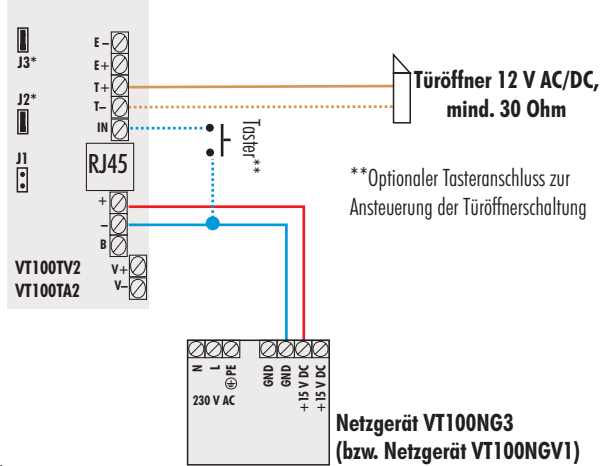 E–
J3*
E+
T+
T–
J2*
IN
J1
RJ45
+
–
B
VT100TV2
V+
VT100TA2
V–
Türöffner 12 V AC/DC,
mind. 30 Ohm
Taster**
**Optionaler Tasteranschluss zur
Ansteuerung der Türöffnerschaltung
N
L
PE
GND
GND
+15 V DC
+15 V DC
230 V AC
Netzgerät VT100NG3
(bzw. Netzgerät VT100NGV1)